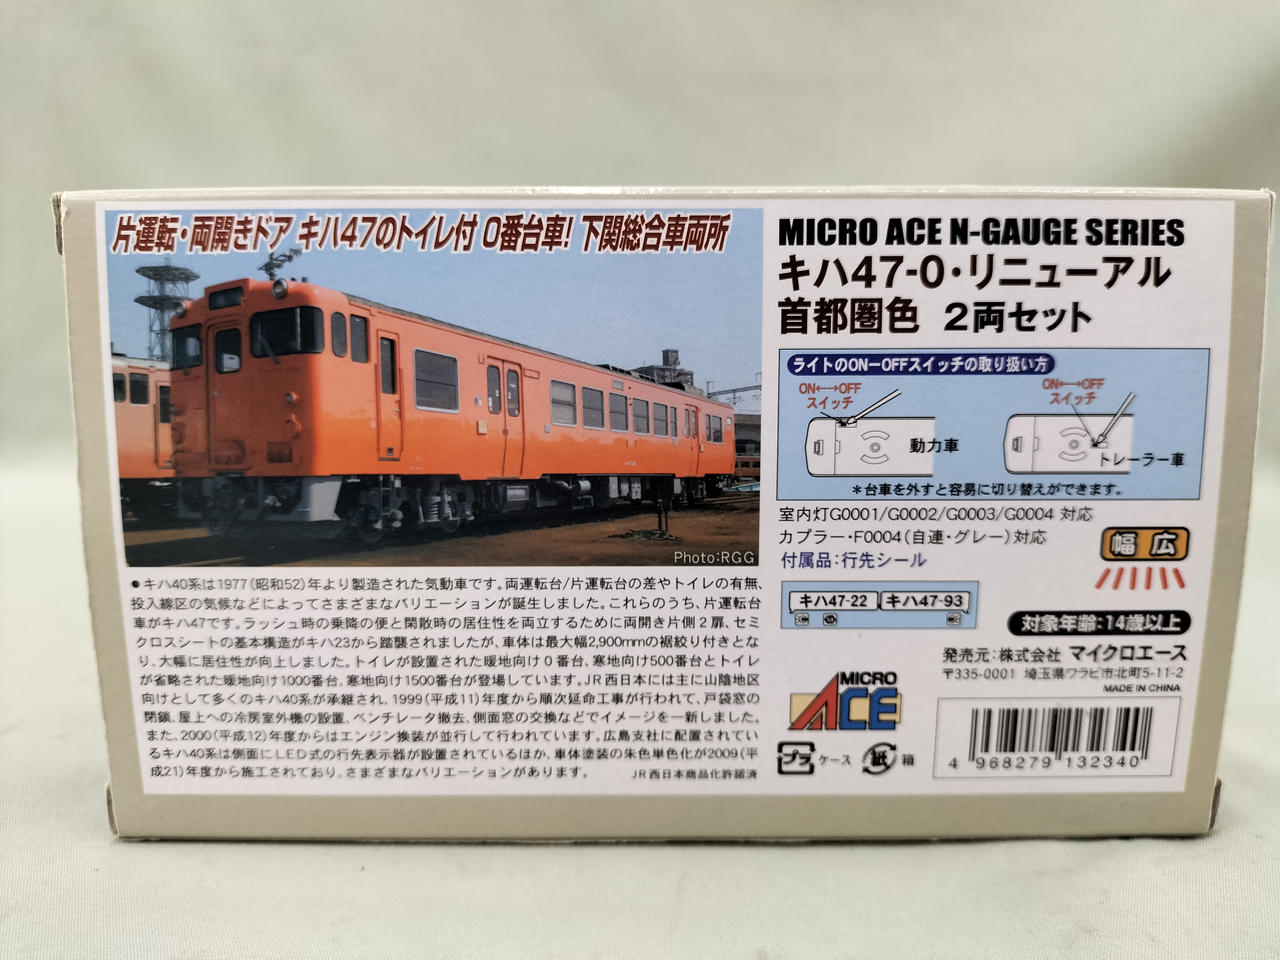 片運転・両開きドア キハ47のトイレ付 0番台車! 下関総合車両所
Photo:RGG
●キハ40系は1977(昭和52)年より製造された気動車です。両運転台/片運転台の差やトイレの有無、
投入線区の気候などによってさまざまなバリエーションが誕生しました。これらのうち、片運転台
車がキハ47です。ラッシュ時の乗降の便と閑散時の居住性を両立するために両開き片側2扉、セミ
クロスシートの基本構造がキハ23から踏襲されましたが、車体は最大幅2,900mmの裾絞り付きとな
り、大幅に居住性が向上しました。トイレが設置された暖地向け0番台、寒地向け500番台とトイレ
が省略された暖地向け1000番台、寒地向け1500番台が登場しています。JR西日本には主に山陰地区
向けとして多くのキハ40系が承継され、1999(平成11)年度から順次延命工事が行われて、戸袋窓の
閉鎖、屋上への冷房室外機の設置、ベンチレータ撤去、側面窓の交換などでイメージを一新しました。
また、2000(平成12)年度からはエンジン換装が並行して行われています。広島支社に配置されてい
るキハ40系は側面にLED式の行先表示器が設置されているほか、車体塗装の朱色単色化が2009(平
成21)年度から施工されており、さまざまなバリエーションがあります。
JR西日本商品化許諾済
MICRO ACE N-GAUGE SERIES
キハ47-0・リニューアル
首都圏色 2両セット
ライトのON-OFFスイッチの取り扱い方
ON←→OFF
スイッチ
動力車
ON←→OFF
スイッチ
トレーラー車
*台車を外すと容易に切り替えができます。
室内灯G0001/G0002/G0003/G0004 対応
カプラー・F0004(自連・グレー)対応
付属品:行先シール
幅広
キハ47-22 キハ47-93
対象年齢:14歳以上
発売元:株式会社 マイクロエース
〒335-0001 埼玉県ワラビ市北町5-11-2
MADE IN CHINA
MICRO
ACE
プラ ケース 紙 箱
4 968279 132340